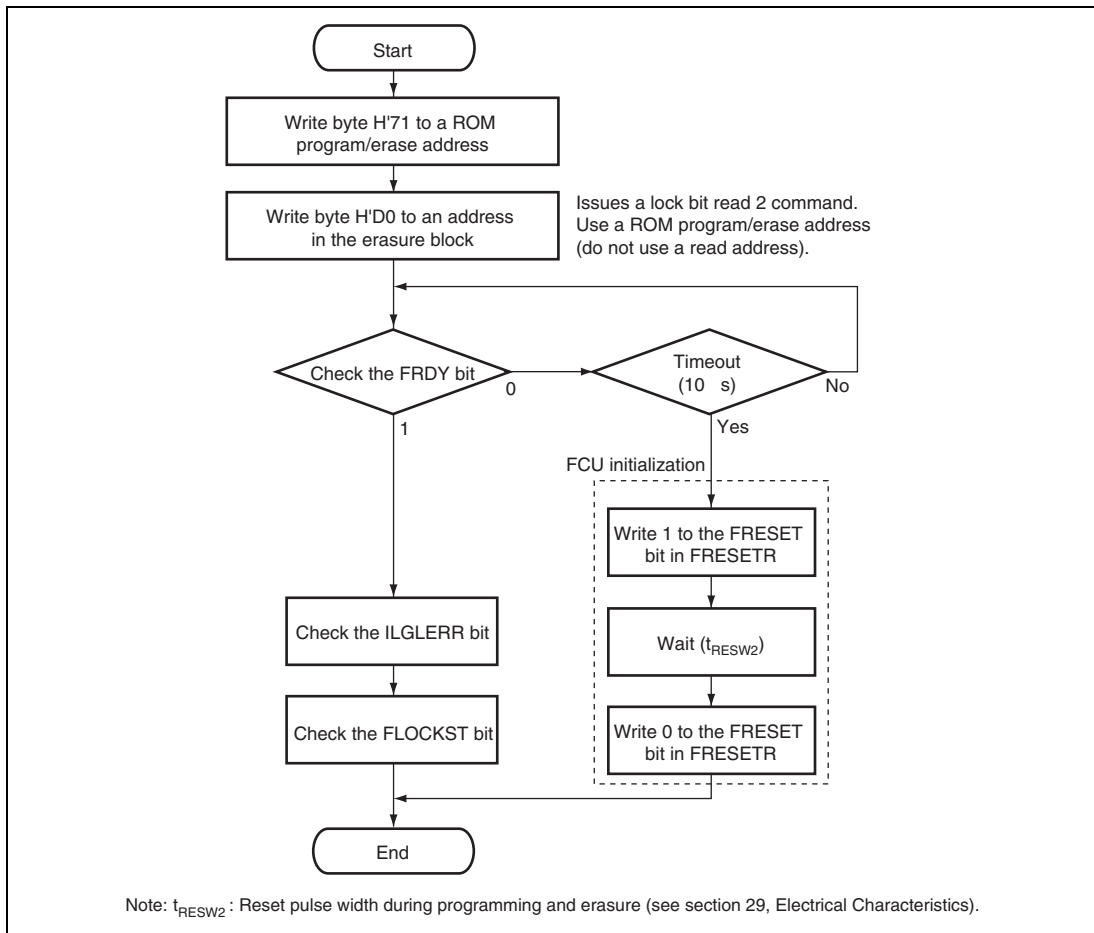 Start
Write byte H'71 to a ROM
program/erase address
Write byte H'D0 to an address
in the erasure block
Issues a lock bit read 2 command.
Use a ROM program/erase address
(do not use a read address).
Check the FRDY bit
0
1
Timeout
(10 s)
No
Yes
FCU initialization
Write 1 to the FRESET
bit in FRESETR
Wait (tRESW2)
Write 0 to the FRESET
bit in FRESETR
Check the ILGLERR bit
Check the FLOCKST bit
End
Note: tRESW2 : Reset pulse width during programming and erasure (see section 29, Electrical Characteristics).